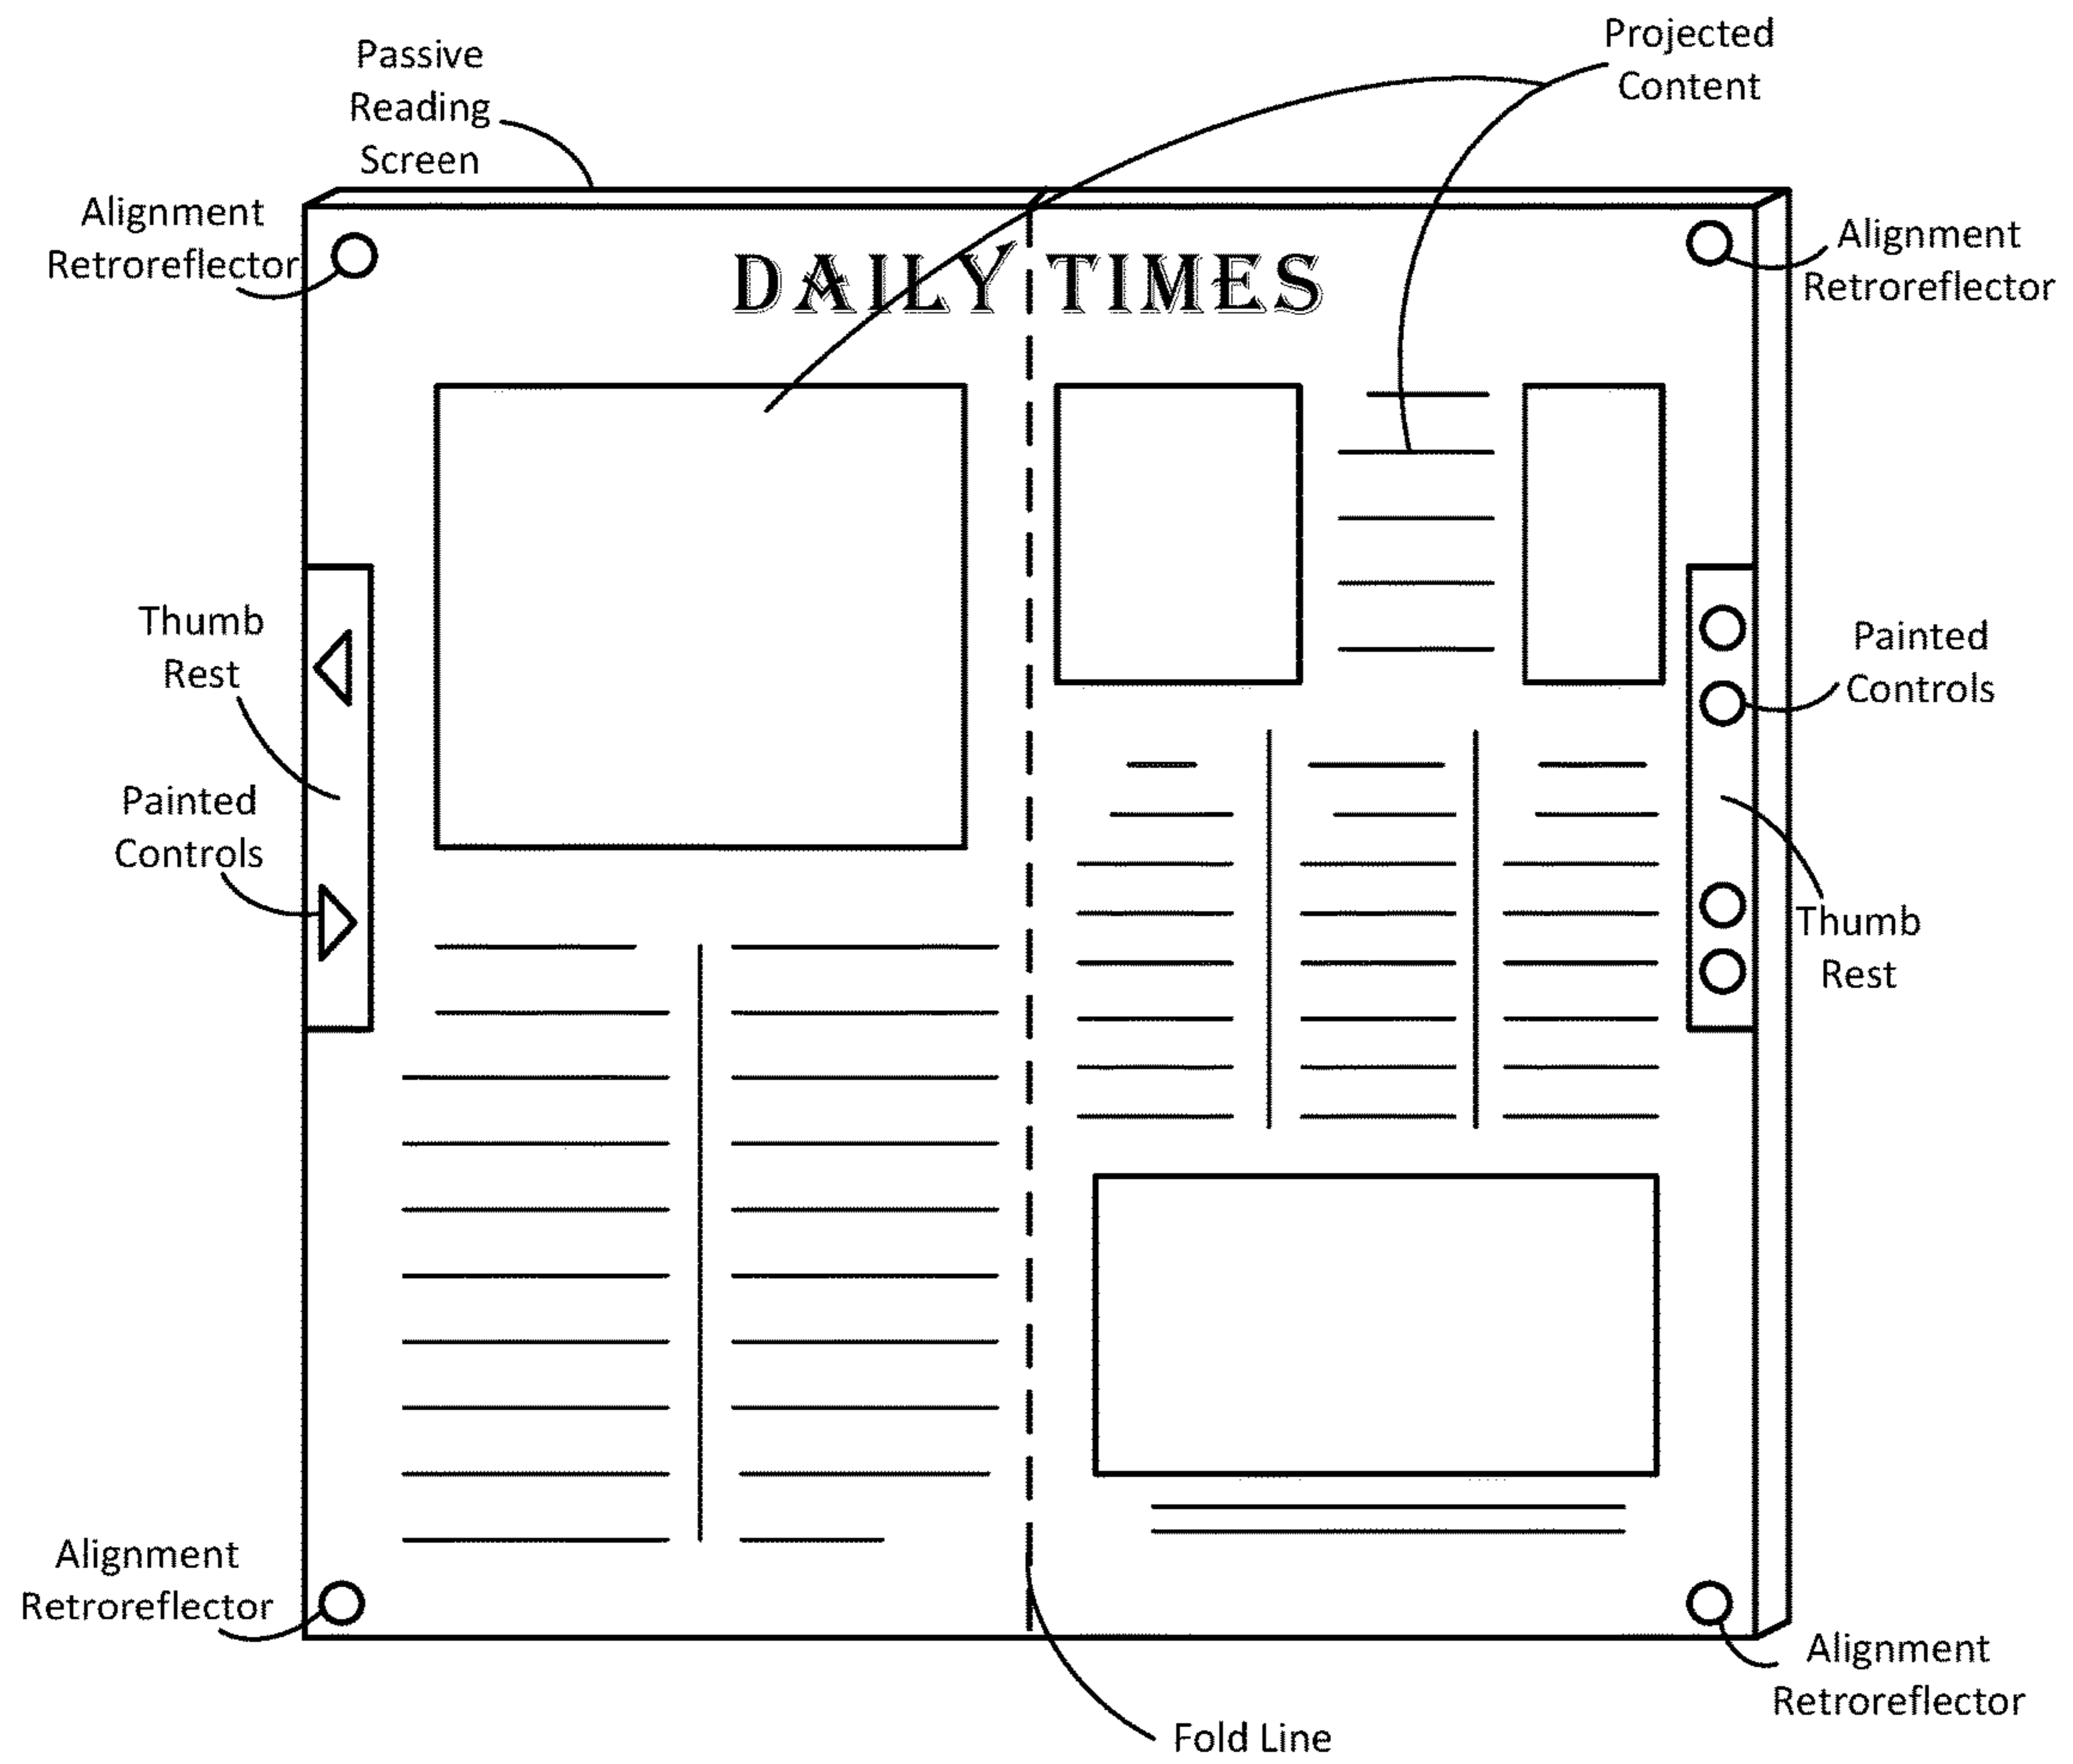 Passive
Reading
Screen
Projected
Content
Alignment
Retroreflector
Alignment
Retroreflector
DAILY TIMES
Thumb
Rest
Painted
Controls
Painted
Controls
Thumb
Rest
Alignment
Retroreflector
Alignment
Retroreflector
Fold Line